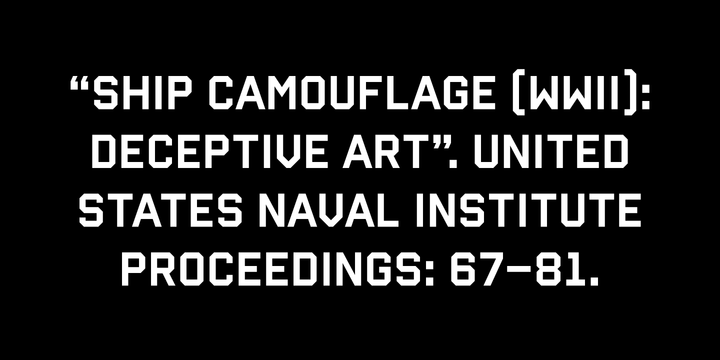 “SHIP CAMOUFLAGE (WWII):
DECEPTIVE ART”. UNITED
STATES NAVAL INSTITUTE
PROCEEDINGS: 67–81.